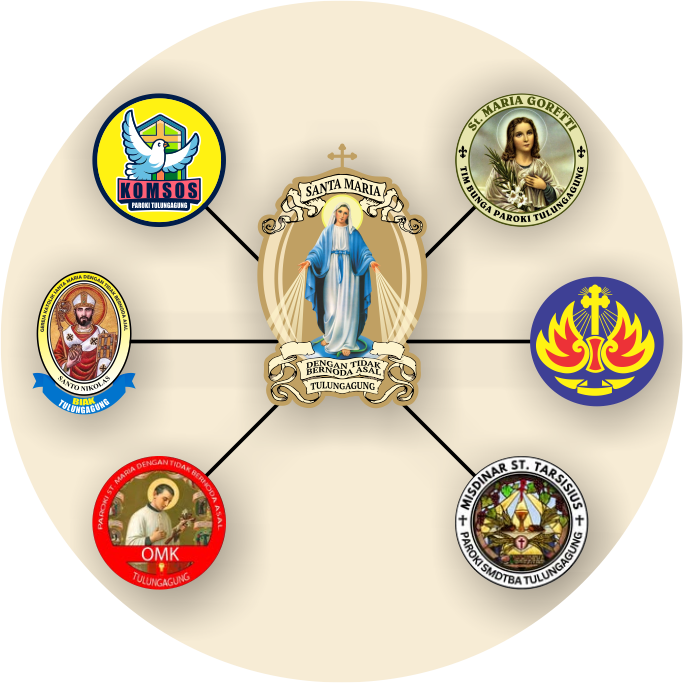 KOMSOS
PAROKI TULUNGAGUNG
St. MARIA GORETTI
TIM BUNGA PAROKI TULUNGAGUNG
SANTA MARIA
DENGAN TIDAK
BERNODA ASAL
TULUNGAGUNG
GEREJA KATOLIK SANTA MARIA DENGAN TIDAK BERNODA ASAL
SANTO NIKOLAS
BIAK
TULUNGAGUNG
PAROKI ST. MARIA DENGAN TIDAK BERNODA ASAL
OMK
TULUNGAGUNG
MISDINAR ST. TARSISIUS
PAROKI SMDTBA TULUNGAGUNG